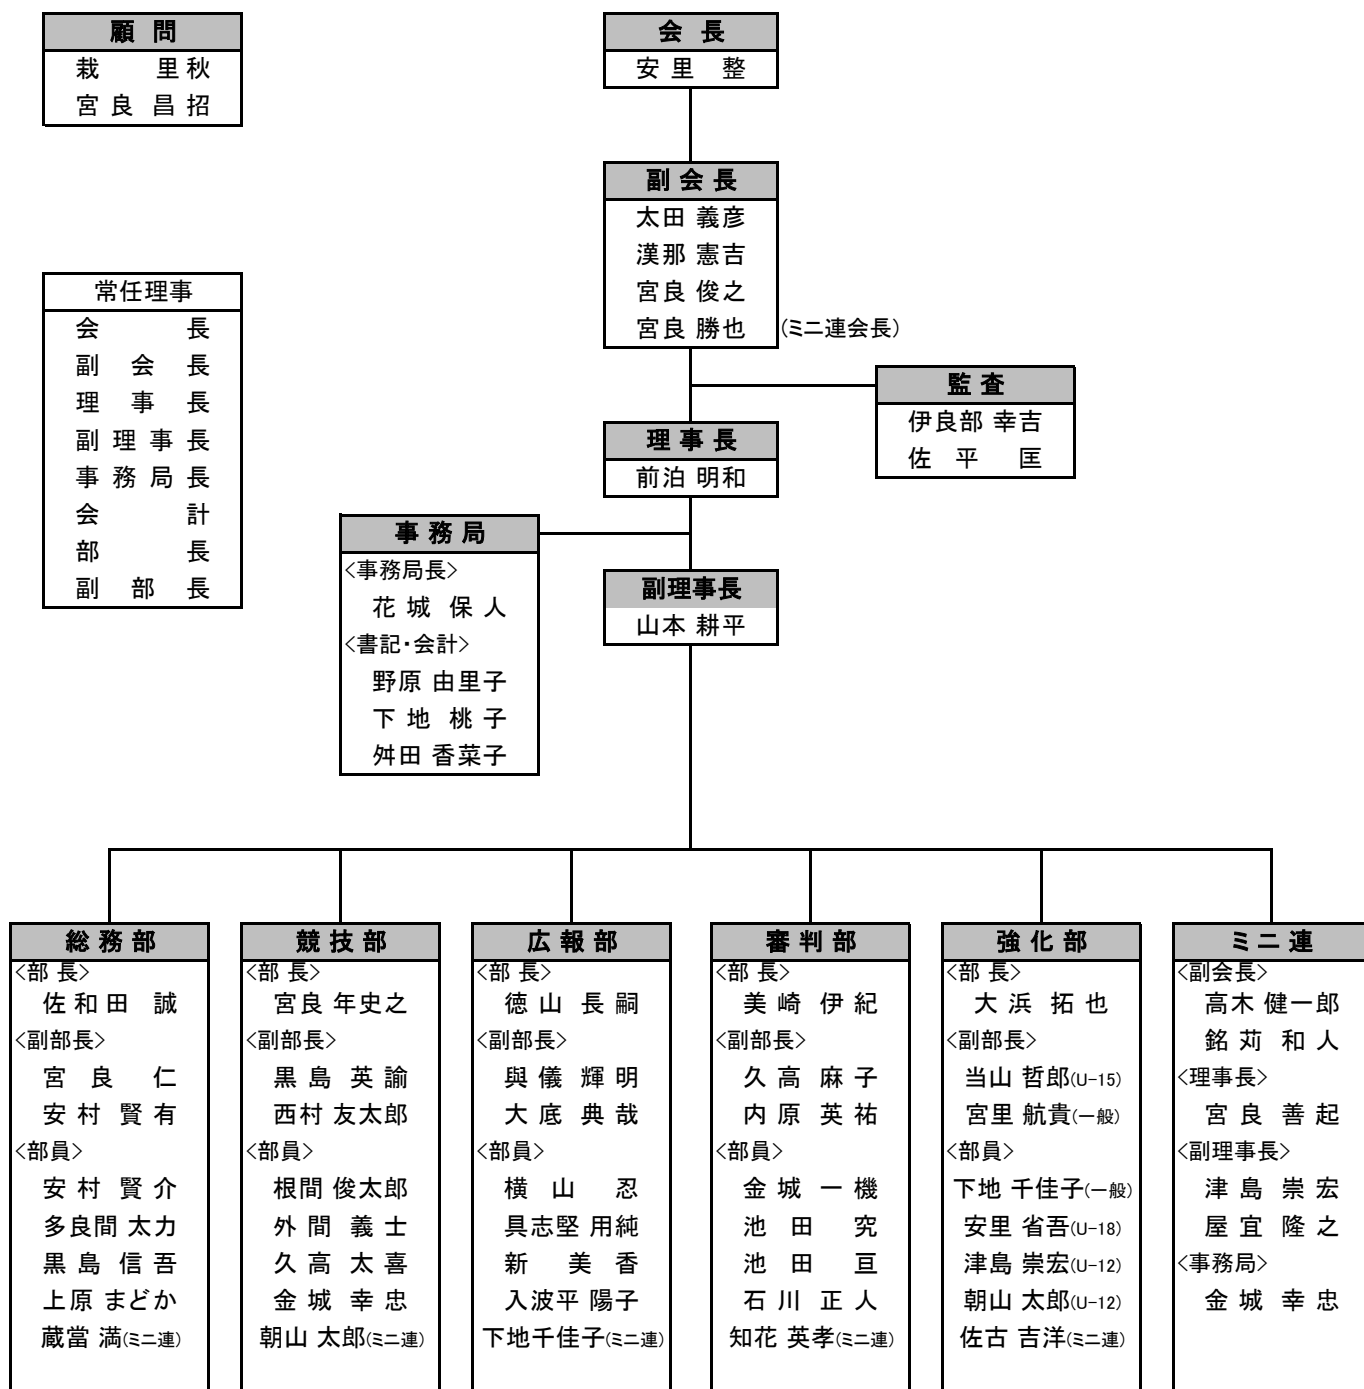 顧 問
栽 里秋
宮良 昌招
会 長
安里 整
副会長
太田 義彦
漢那 憲吉
宮良 俊之
宮良 勝也 (ミニ連会長)
常任理事
会長
副会長
理事長
副理事長
事務局長
会計
部長
副部長
監査
伊良部 幸吉
佐平 匡
理事長
前泊 明和
事務局
<事務局長>
花城 保人
<書記・会計>
野原 由里子
下地 桃子
舛田 香菜子
副理事長
山本 耕平
総務部
<部 長>
佐和田 誠
<副部長>
宮良 仁
安村 賢有
<部員>
安村 賢介
多良間 太力
黒島 信吾
上原 まどか
蔵當 満(ミニ連)
競技部
<部 長>
宮良 年史之
<副部長>
黒島 英諭
西村 友太郎
<部員>
根間 俊太郎
外間 義士
久高 太喜
金城 幸忠
朝山 太郎(ミニ連)
広報部
<部 長>
徳山 長嗣
<副部長>
與儀 輝明
大底 典哉
<部員>
横山 忍
具志堅 用純
新 美香
入波平 陽子
下地千佳子(ミニ連)
審判部
<部 長>
美崎 伊紀
<副部長>
久高 麻子
内原 英祐
<部員>
金城 一機
池田 究
池田 亘
石川 正人
知花 英孝(ミニ連)
強化部
<部 長>
大浜 拓也
<副部長>
当山 哲郎(U-15)
宮里 航貴(一般)
<部員>
下地 千佳子(一般)
安里 省吾(U-18)
津島 崇宏(U-12)
朝山 太郎(U-12)
佐古 吉洋(ミニ連)
ミニ連
<副会長>
高木 健一郎
銘苅 和人
<理事長>
宮良 善起
<副理事長>
津島 崇宏
屋宜 隆之
<事務局>
金城 幸忠